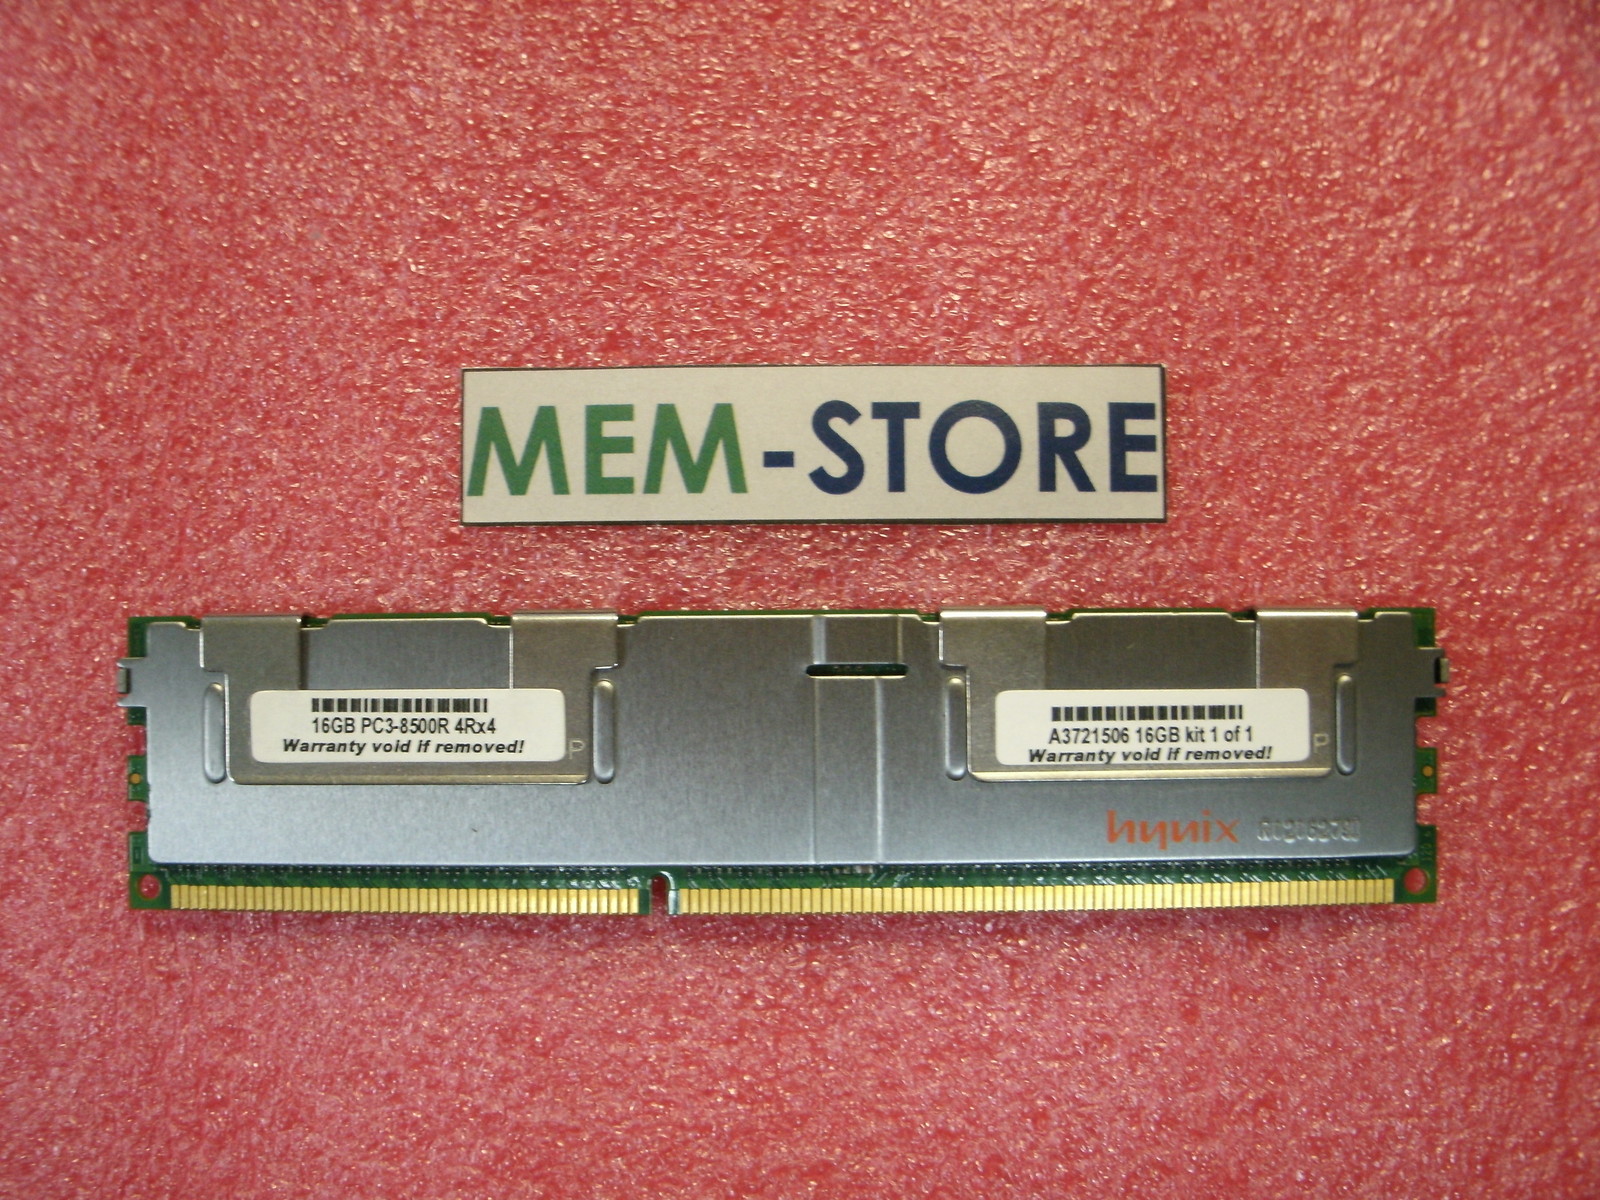 MEM-STORE
16GB PC3-8500R 4Rx4
Warranty void if removed!
P
A3721506 16GB kit 1 of 1
Warranty void if removed!
P
hynix